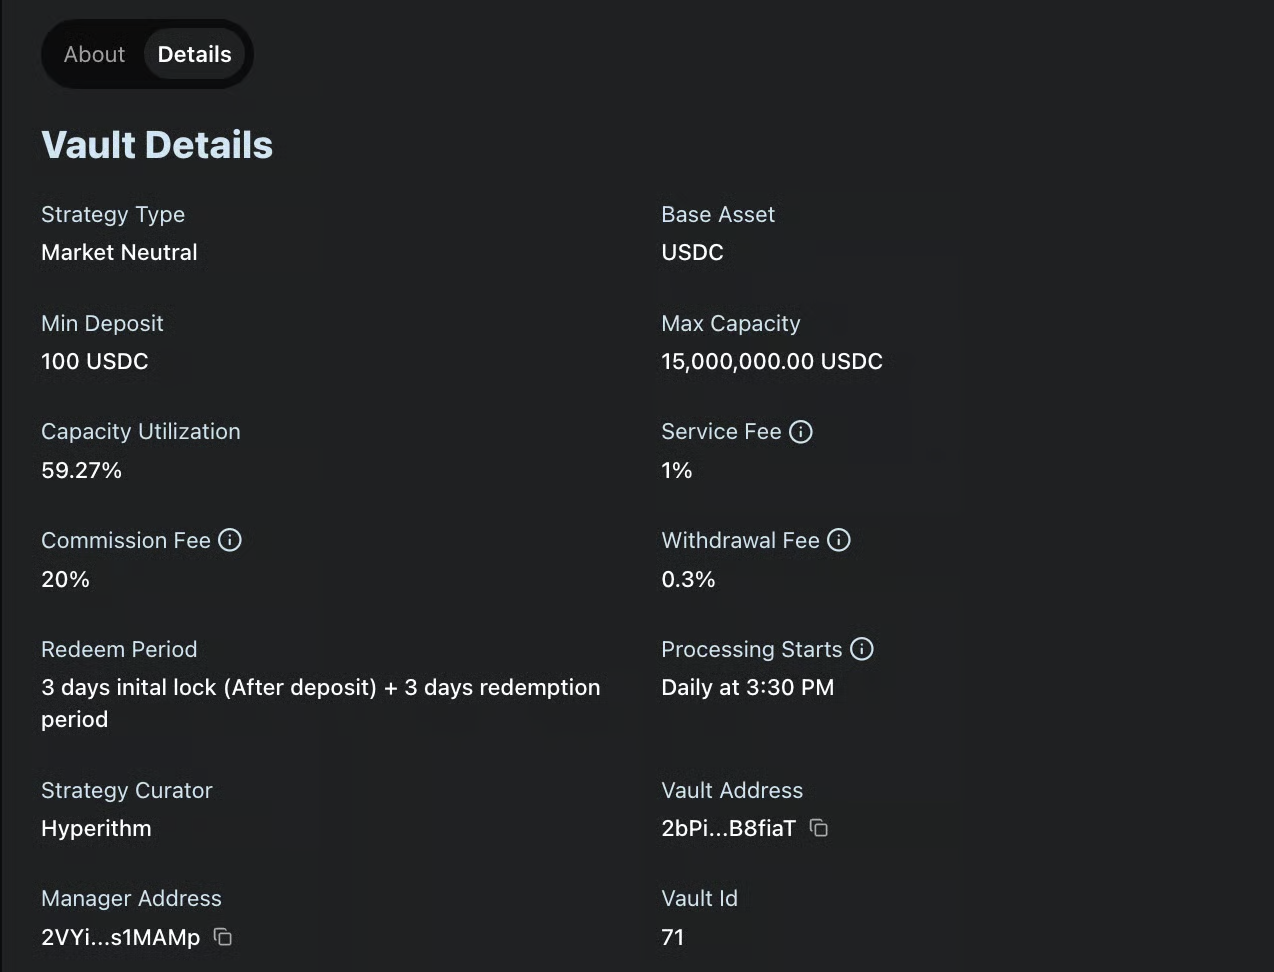 About
Details
Vault Details
Strategy Type
Market Neutral
Base Asset
USDC
Min Deposit
100 USDC
Max Capacity
15,000,000.00 USDC
Capacity Utilization
59.27%
Service Fee
1%
Commission Fee
20%
Withdrawal Fee
0.3%
Redeem Period
3 days inital lock (After deposit) + 3 days redemption
period
Processing Starts
Daily at 3:30 PM
Strategy Curator
Hyperithm
Vault Address
2bPi...B8fiaT
Manager Address
2VYi...s1MAMp
Vault Id
71